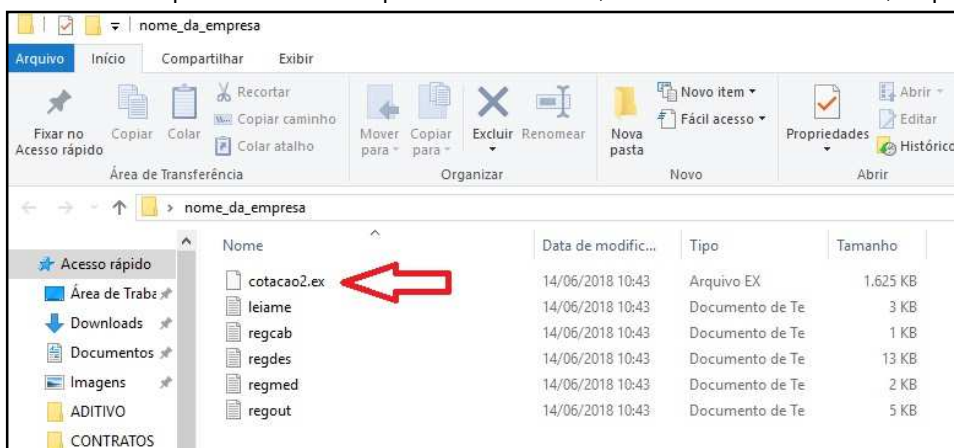 nome_da_empresa
Arquivo Início Compartilhar Exibir
Fixar no Acesso rápido
Copiar
Colar
Recortar
Copiar caminho
Colar atalho
Área de Transferência
Mover para
Copiar para
Excluir
Renomear
Organizar
Nova pasta
Novo item
Fácil acesso
Novo
Propriedades
Abrir
Editar
Histórico
Abrir
nome_da_empresa
Nome Data de modific... Tipo Tamanho
Acesso rápido
Área de Traba
Downloads
Documentos
Imagens
ADITIVO
CONTRATOS
cotacao2.ex 14/06/2018 10:43 Arquivo EX 1.625 KB
leiame 14/06/2018 10:43 Documento de Te 3 KB
regcab 14/06/2018 10:43 Documento de Te 1 KB
regdes 14/06/2018 10:43 Documento de Te 13 KB
regmed 14/06/2018 10:43 Documento de Te 2 KB
regout 14/06/2018 10:43 Documento de Te 5 KB